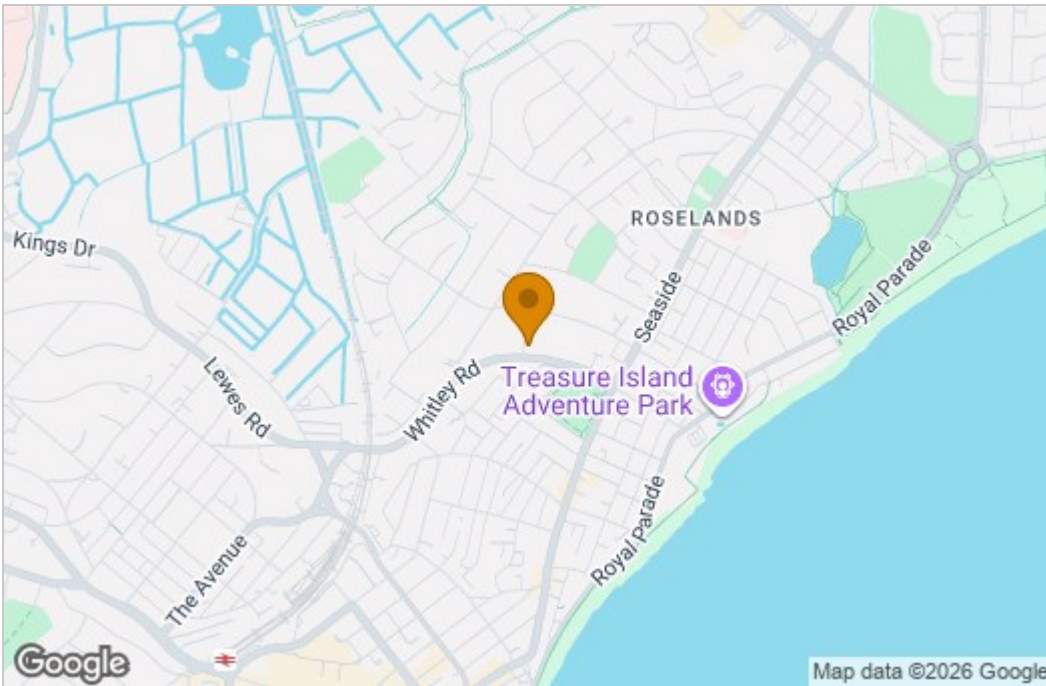 ROSELANDS
Kings Dr
Seaside
Royal Parade
Lewes Rd
Whitley Rd
Treasure Island
Adventure Park
Royal Parade
The Avenue
Google
Map data ©2026 Google